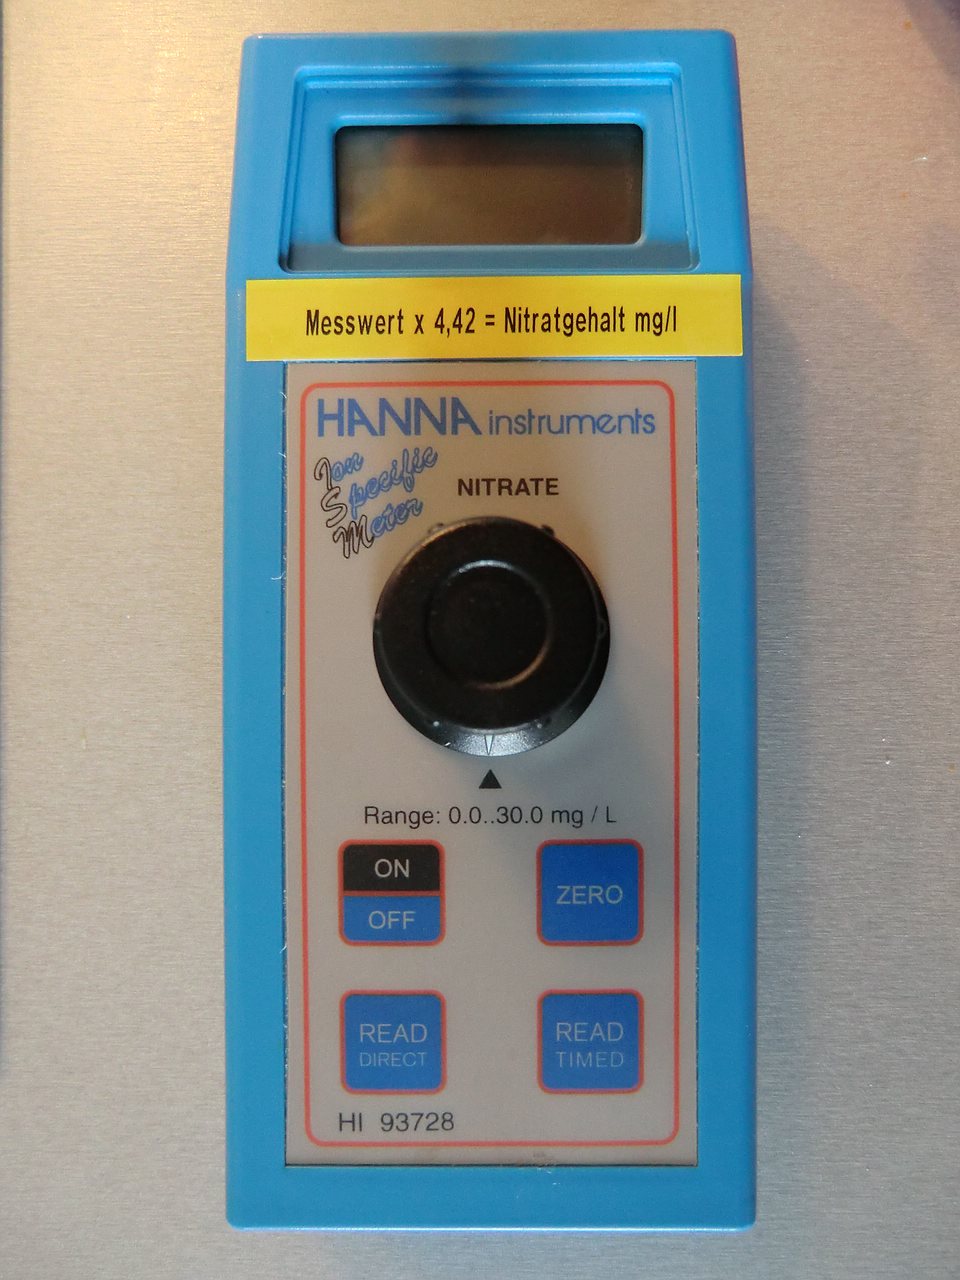 Messwert x 4,42 = Nitratgehalt mg/l
HANNA instruments
Ion
Specific
Meter
NITRATE
Range: 0.0..30.0 mg / L
ON
OFF
ZERO
READ
DIRECT
READ
TIMED
HI 93728